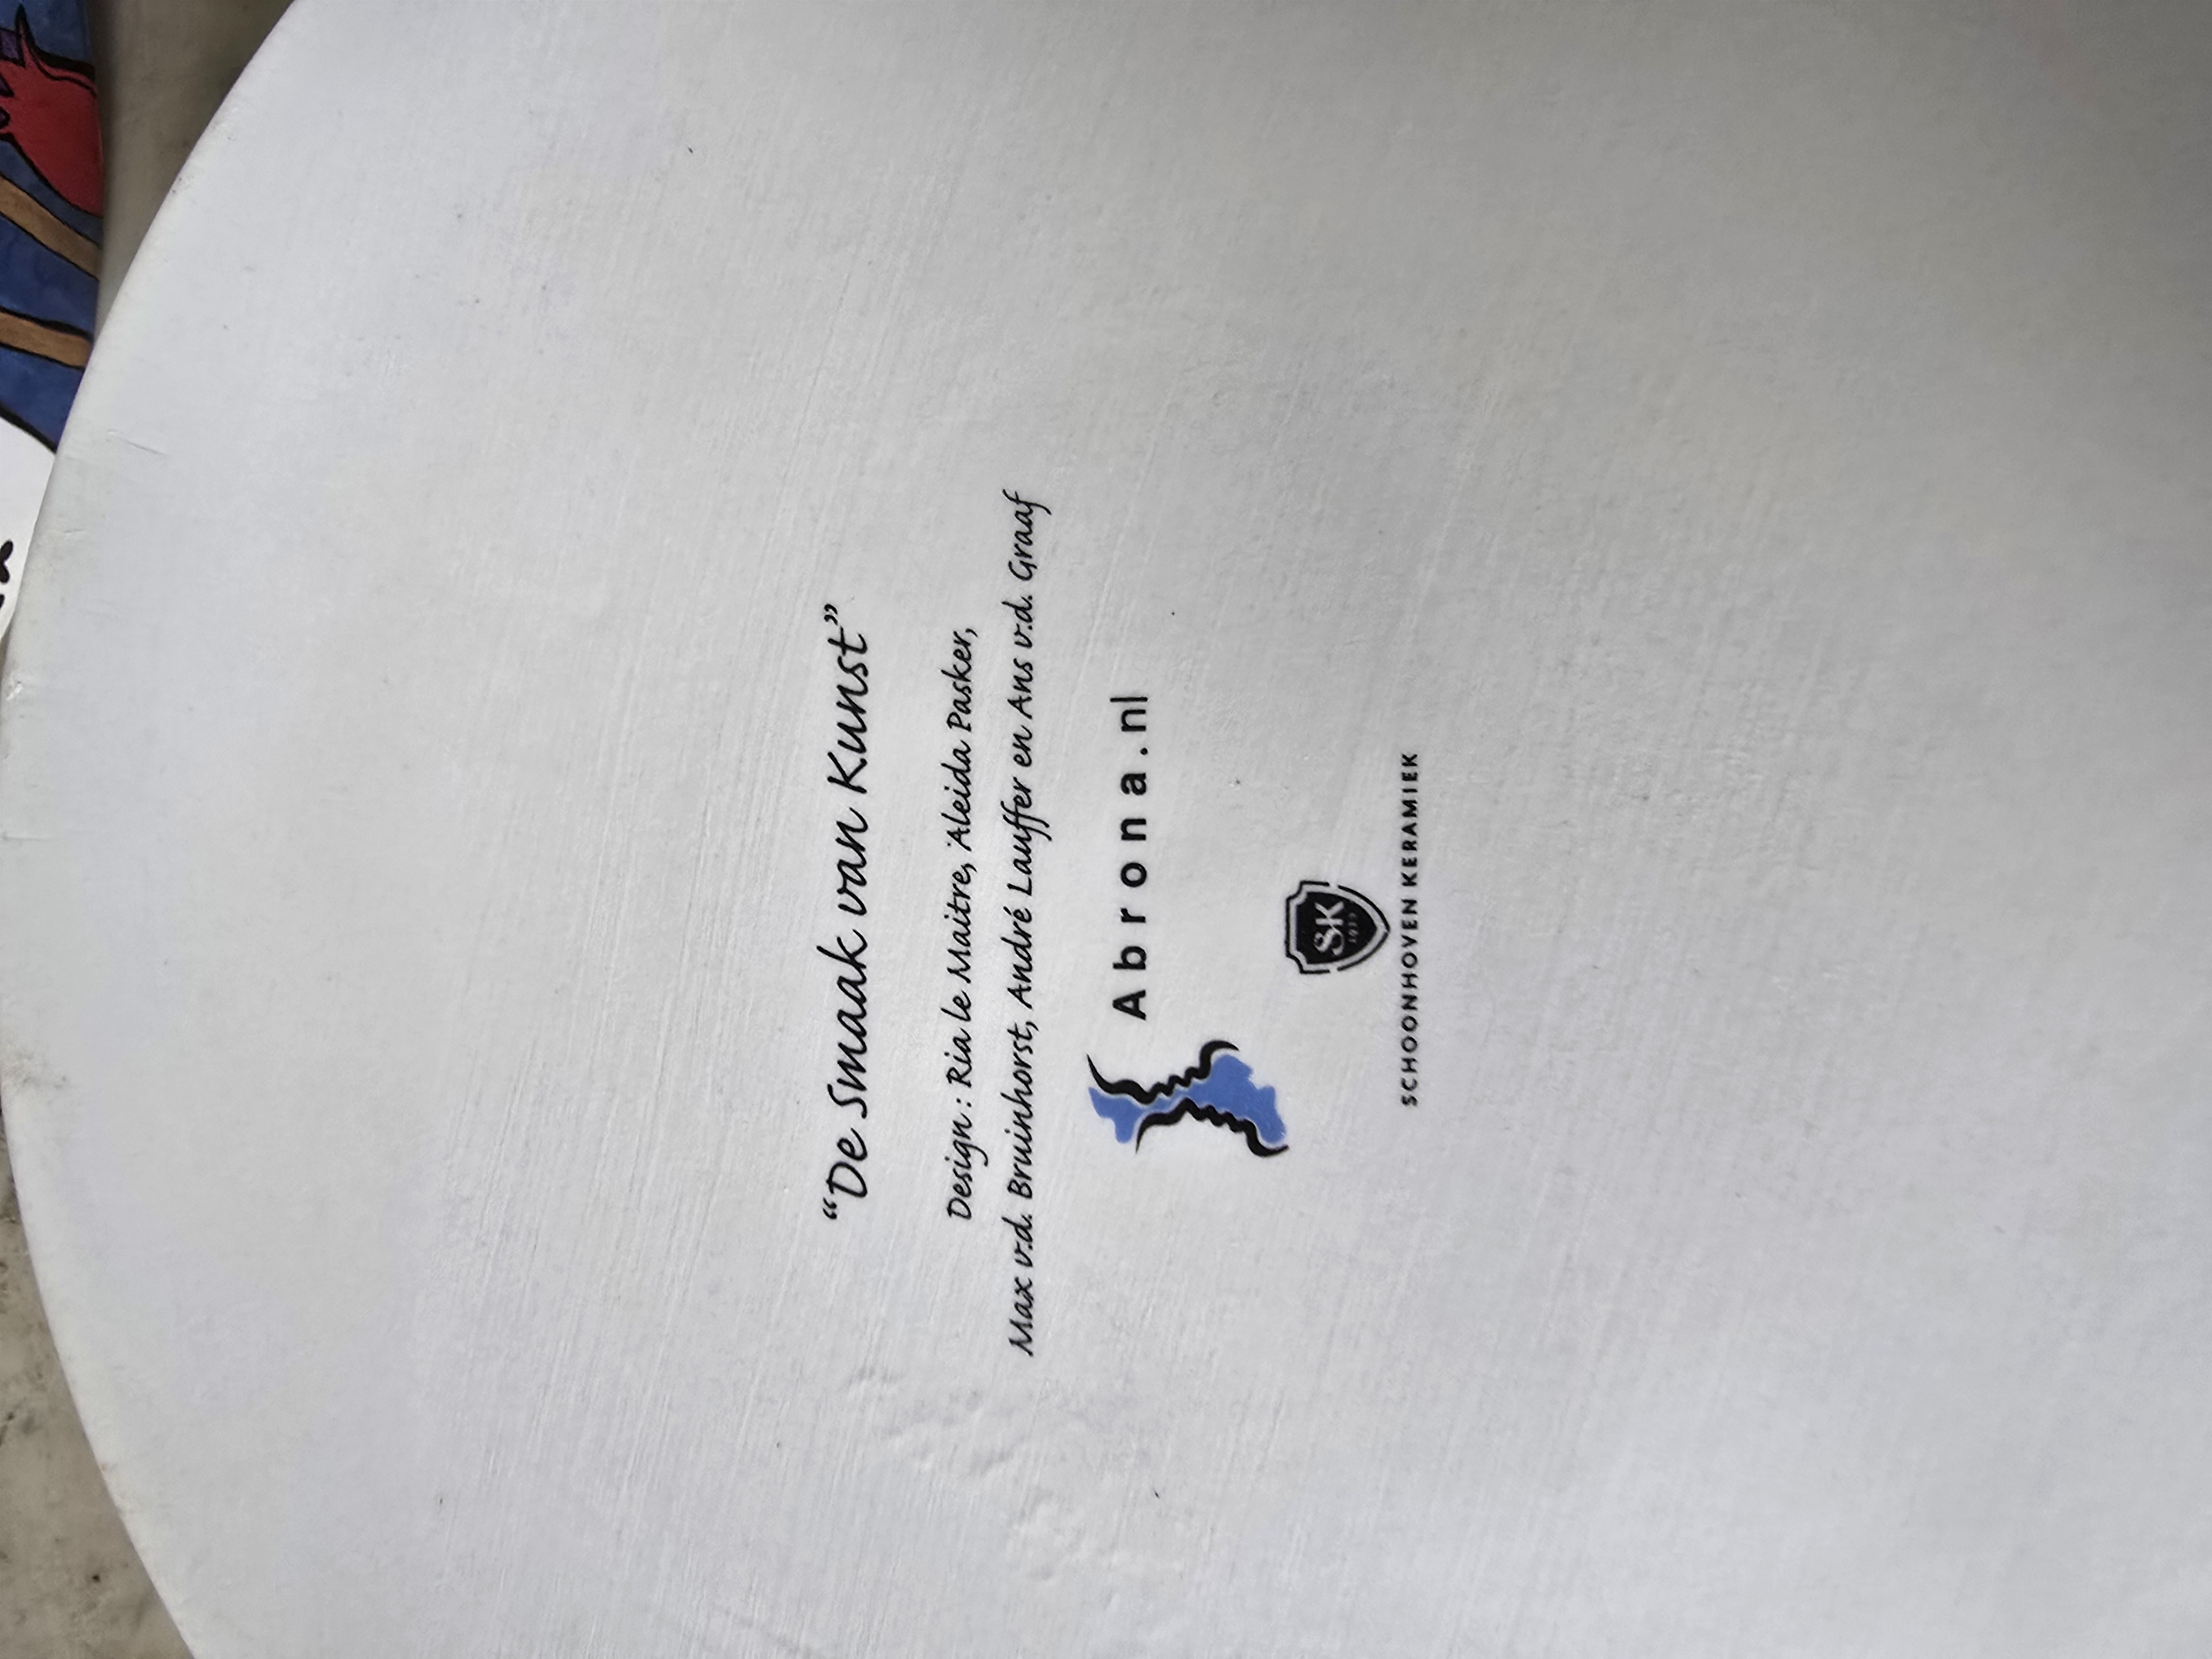 “De Smaak van Kunst”
Design : Ria le Maitre, Aleida Pasker,
Max v.d. Bruinhorst, André Lauffer en Ans v.d. Graaf
Abrona.nl
SK
SCHOONHOVEN KERAMIEK